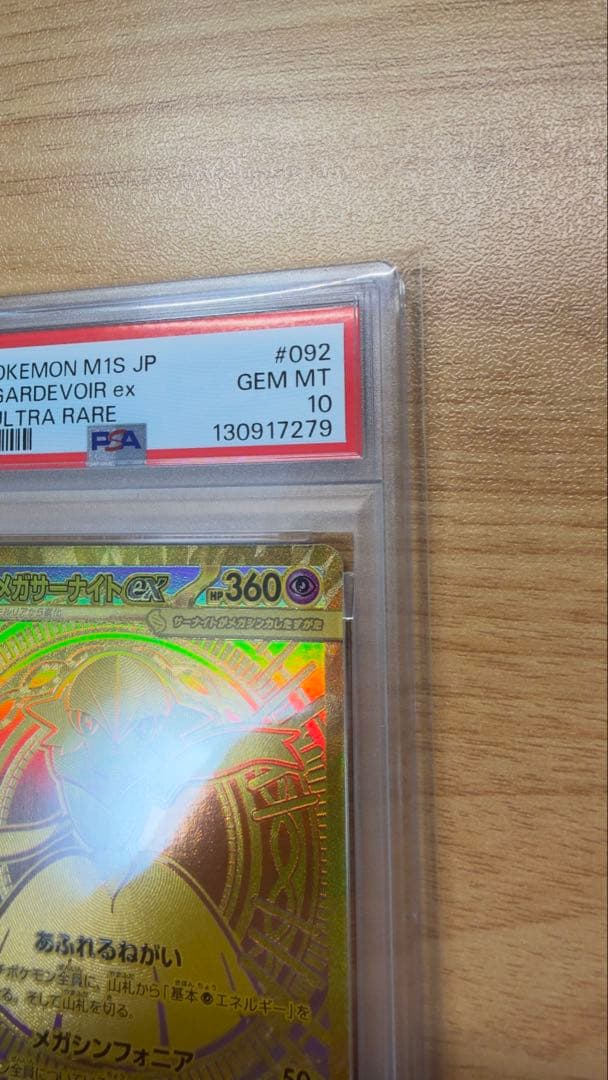 OKEMON M1S JP #092
GARDEVOIR ex GEM MT
ULTRA RARE 10
PSA 130917279
メガサーナイトex HP360
サーナイトがメガシンカしたすがた
あふれるねがい
ポケモン全員に、山札から「基本 エネルギー」を
る。そして山札を切る。
メガシンフォニア
50